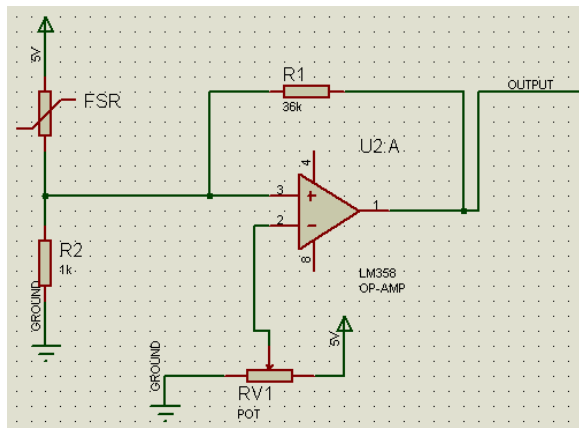 5V
FSR
R1
36k
OUTPUT
U2:A
4
3
1
2
8
LM358
OP-AMP
R2
1k
GROUND
5V
GROUND
RV1
POT